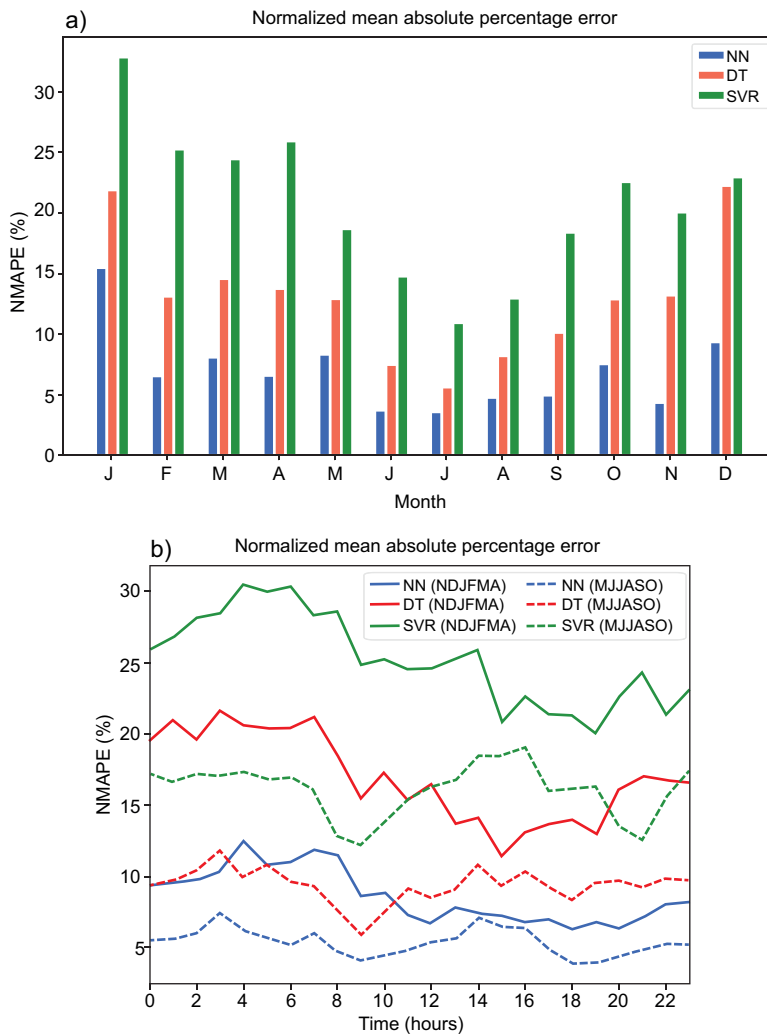 a) Normalized mean absolute percentage error
NN
DT
SVR
NMAPE (%)
30
25
20
15
10
5
0
J F M A M J J A S O N D
Month
b) Normalized mean absolute percentage error
NN (NDJFMA) NN (MJJASO)
DT (NDJFMA) DT (MJJASO)
SVR (NDJFMA) SVR (MJJASO)
NMAPE (%)
30
25
20
15
10
5
0 2 4 6 8 10 12 14 16 18 20 22
Time (hours)